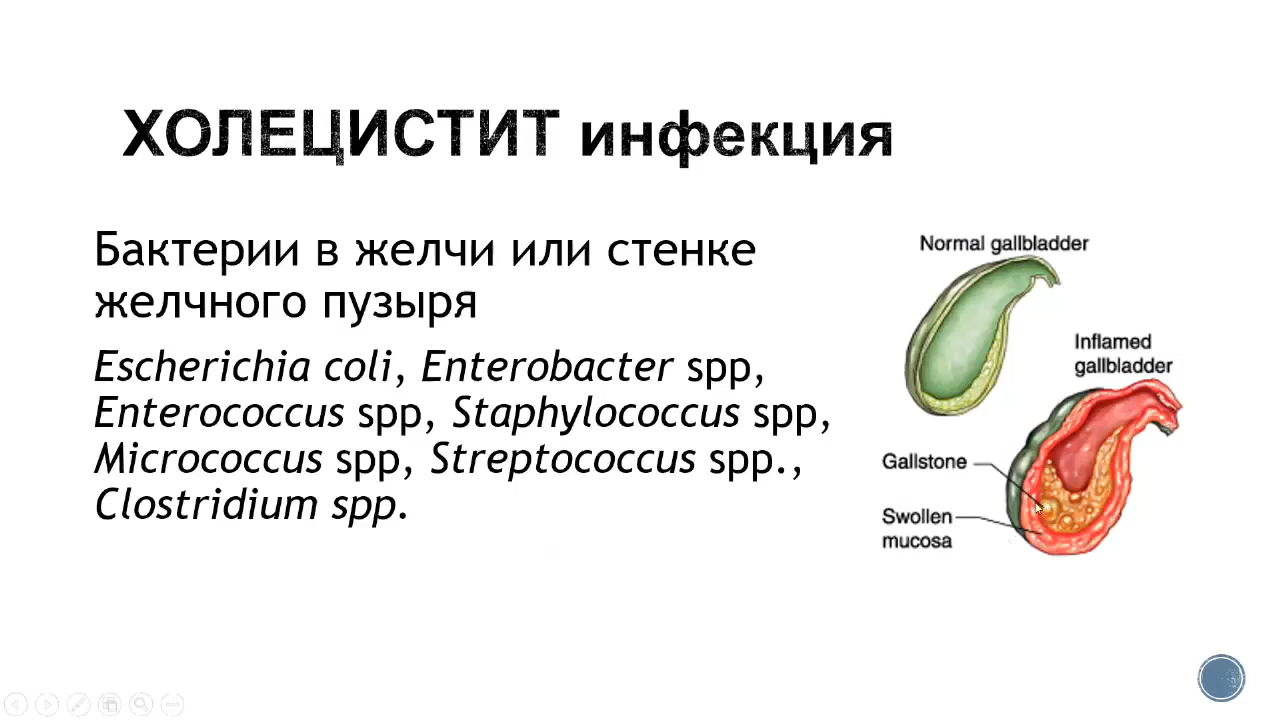 ХОЛЕЦИСТИТ инфекция
Бактерии в желчи или стенке
желчного пузыря
Escherichia coli, Enterobacter spp,
Enterococcus spp, Staphylococcus spp,
Micrococcus spp, Streptococcus spp.,
Clostridium spp.
Normal gallbladder
Inflamed
gallbladder
Gallstone
Swollen
mucosa